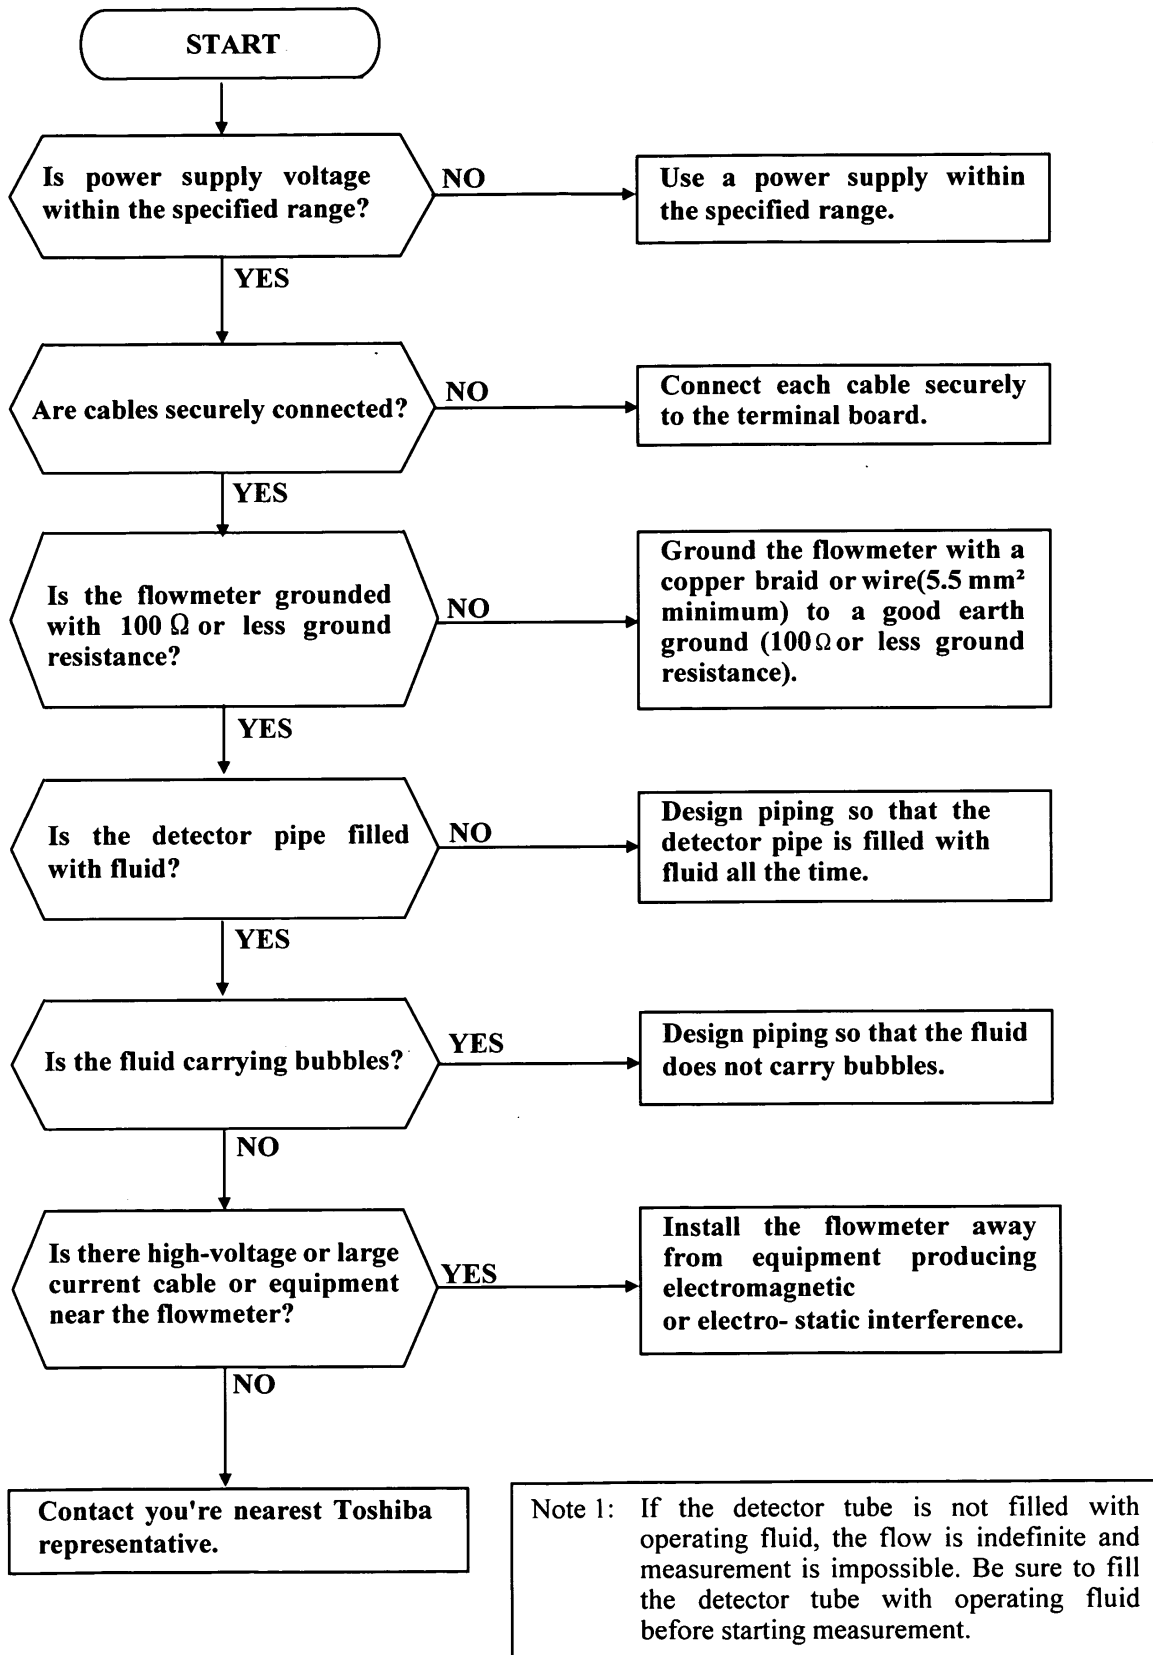 START
Is power supply voltage
within the specified range?
NO
Use a power supply within
the specified range.
YES
Are cables securely connected?
NO
Connect each cable securely
to the terminal board.
YES
Is the flowmeter grounded
with 100 Ω or less ground
resistance?
NO
Ground the flowmeter with a
copper braid or wire(5.5 mm²
minimum) to a good earth
ground (100Ω or less ground
resistance).
YES
Is the detector pipe filled
with fluid?
NO
Design piping so that the
detector pipe is filled with
fluid all the time.
YES
Is the fluid carrying bubbles?
YES
Design piping so that the fluid
does not carry bubbles.
NO
Is there high-voltage or large
current cable or equipment
near the flowmeter?
YES
Install the flowmeter away
from equipment producing
electromagnetic
or electro- static interference.
NO
Contact you're nearest Toshiba
representative.
Note 1: If the detector tube is not filled with
operating fluid, the flow is indefinite and
measurement is impossible. Be sure to fill
the detector tube with operating fluid
before starting measurement.